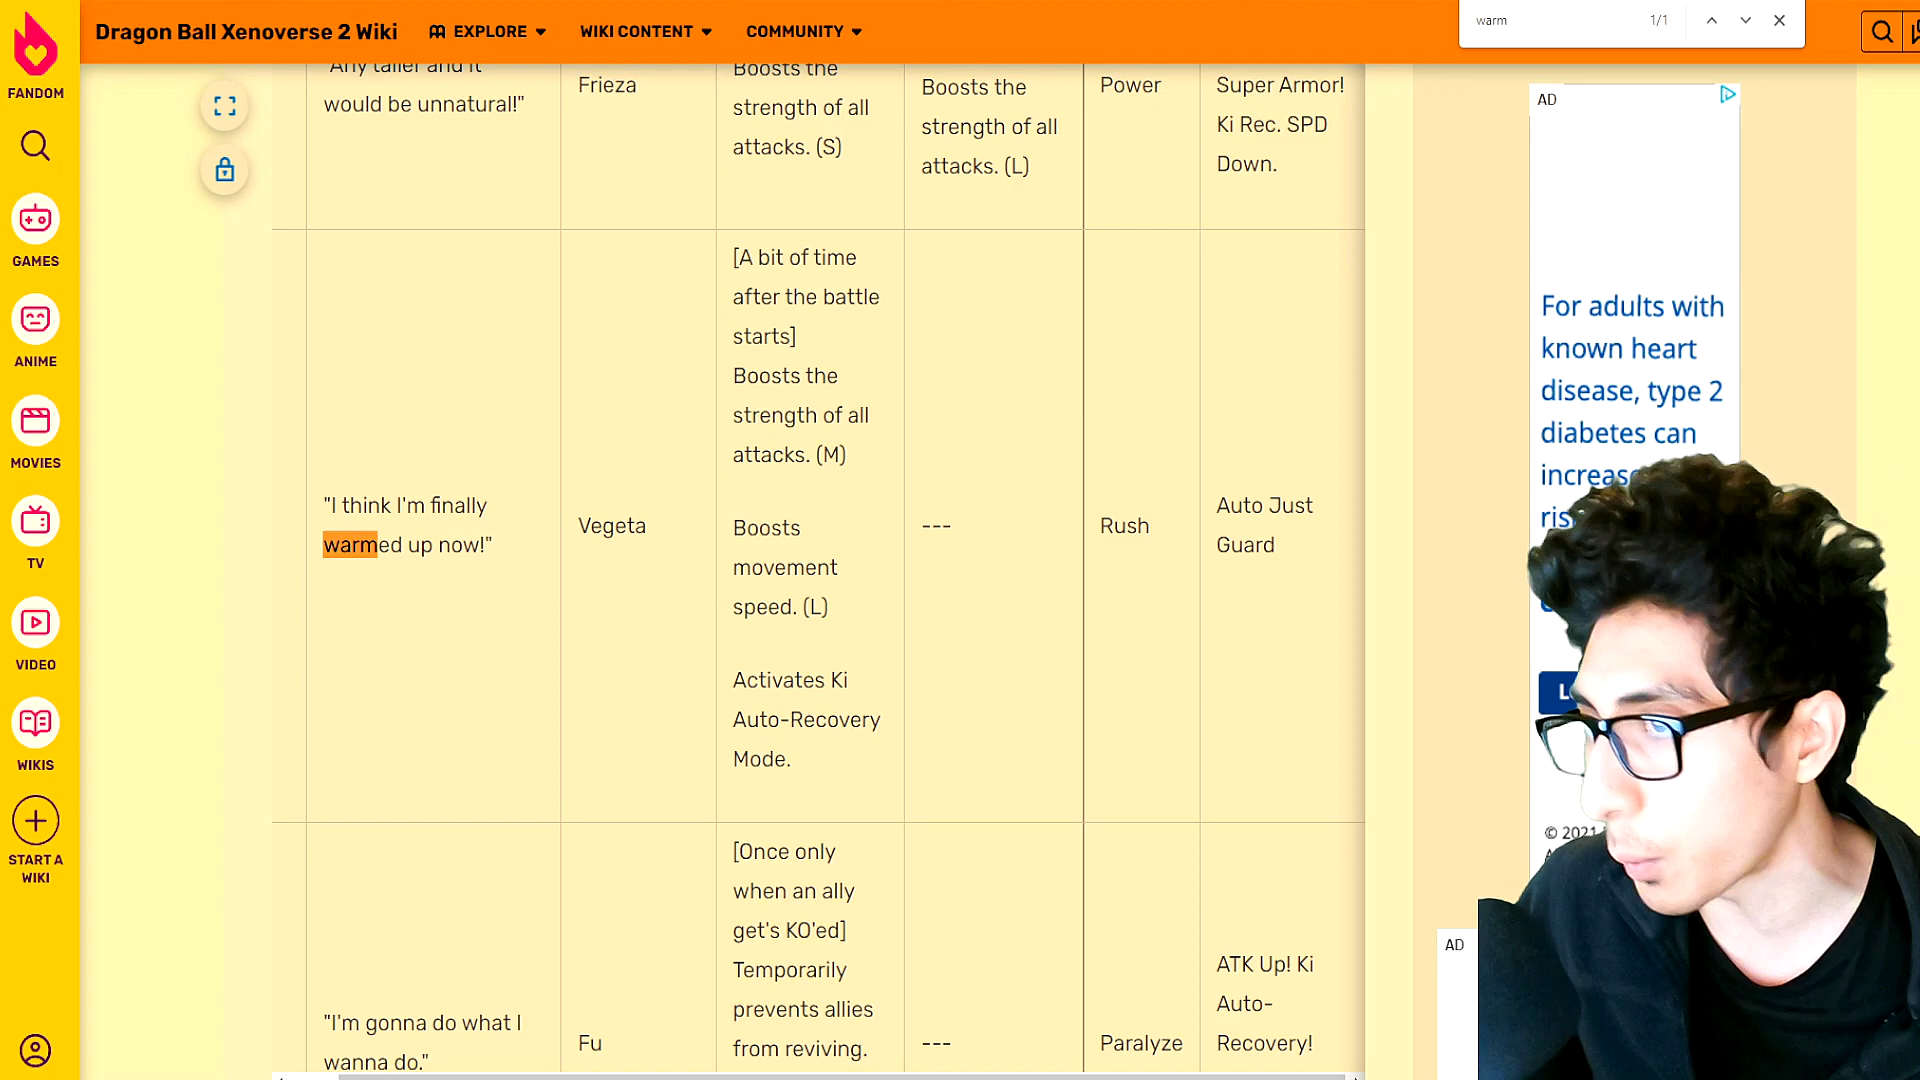 Dragon Ball Xenoverse 2 Wiki
EXPLORE
WIKI CONTENT
COMMUNITY
warm
1/1
FANDOM
GAMES
ANIME
MOVIES
TV
VIDEO
WIKIS
START A
WIKI
"Any taller and it
would be unnatural!"
Frieza
Boosts the
strength of all
attacks. (S)
Boosts the
strength of all
attacks. (L)
Power
Super Armor!
Ki Rec. SPD
Down.
"I think I'm finally
warmed up now!"
Vegeta
[A bit of time
after the battle
starts]
Boosts the
strength of all
attacks. (M)
Boosts
movement
speed. (L)
Activates Ki
Auto-Recovery
Mode.
---
Rush
Auto Just
Guard
"I'm gonna do what I
wanna do."
Fu
[Once only
when an ally
get's KO'ed]
Temporarily
prevents allies
from reviving.
---
Paralyze
ATK Up! Ki
Auto-
Recovery!
AD
For adults with
known heart
disease, type 2
diabetes can
© 2021
AD